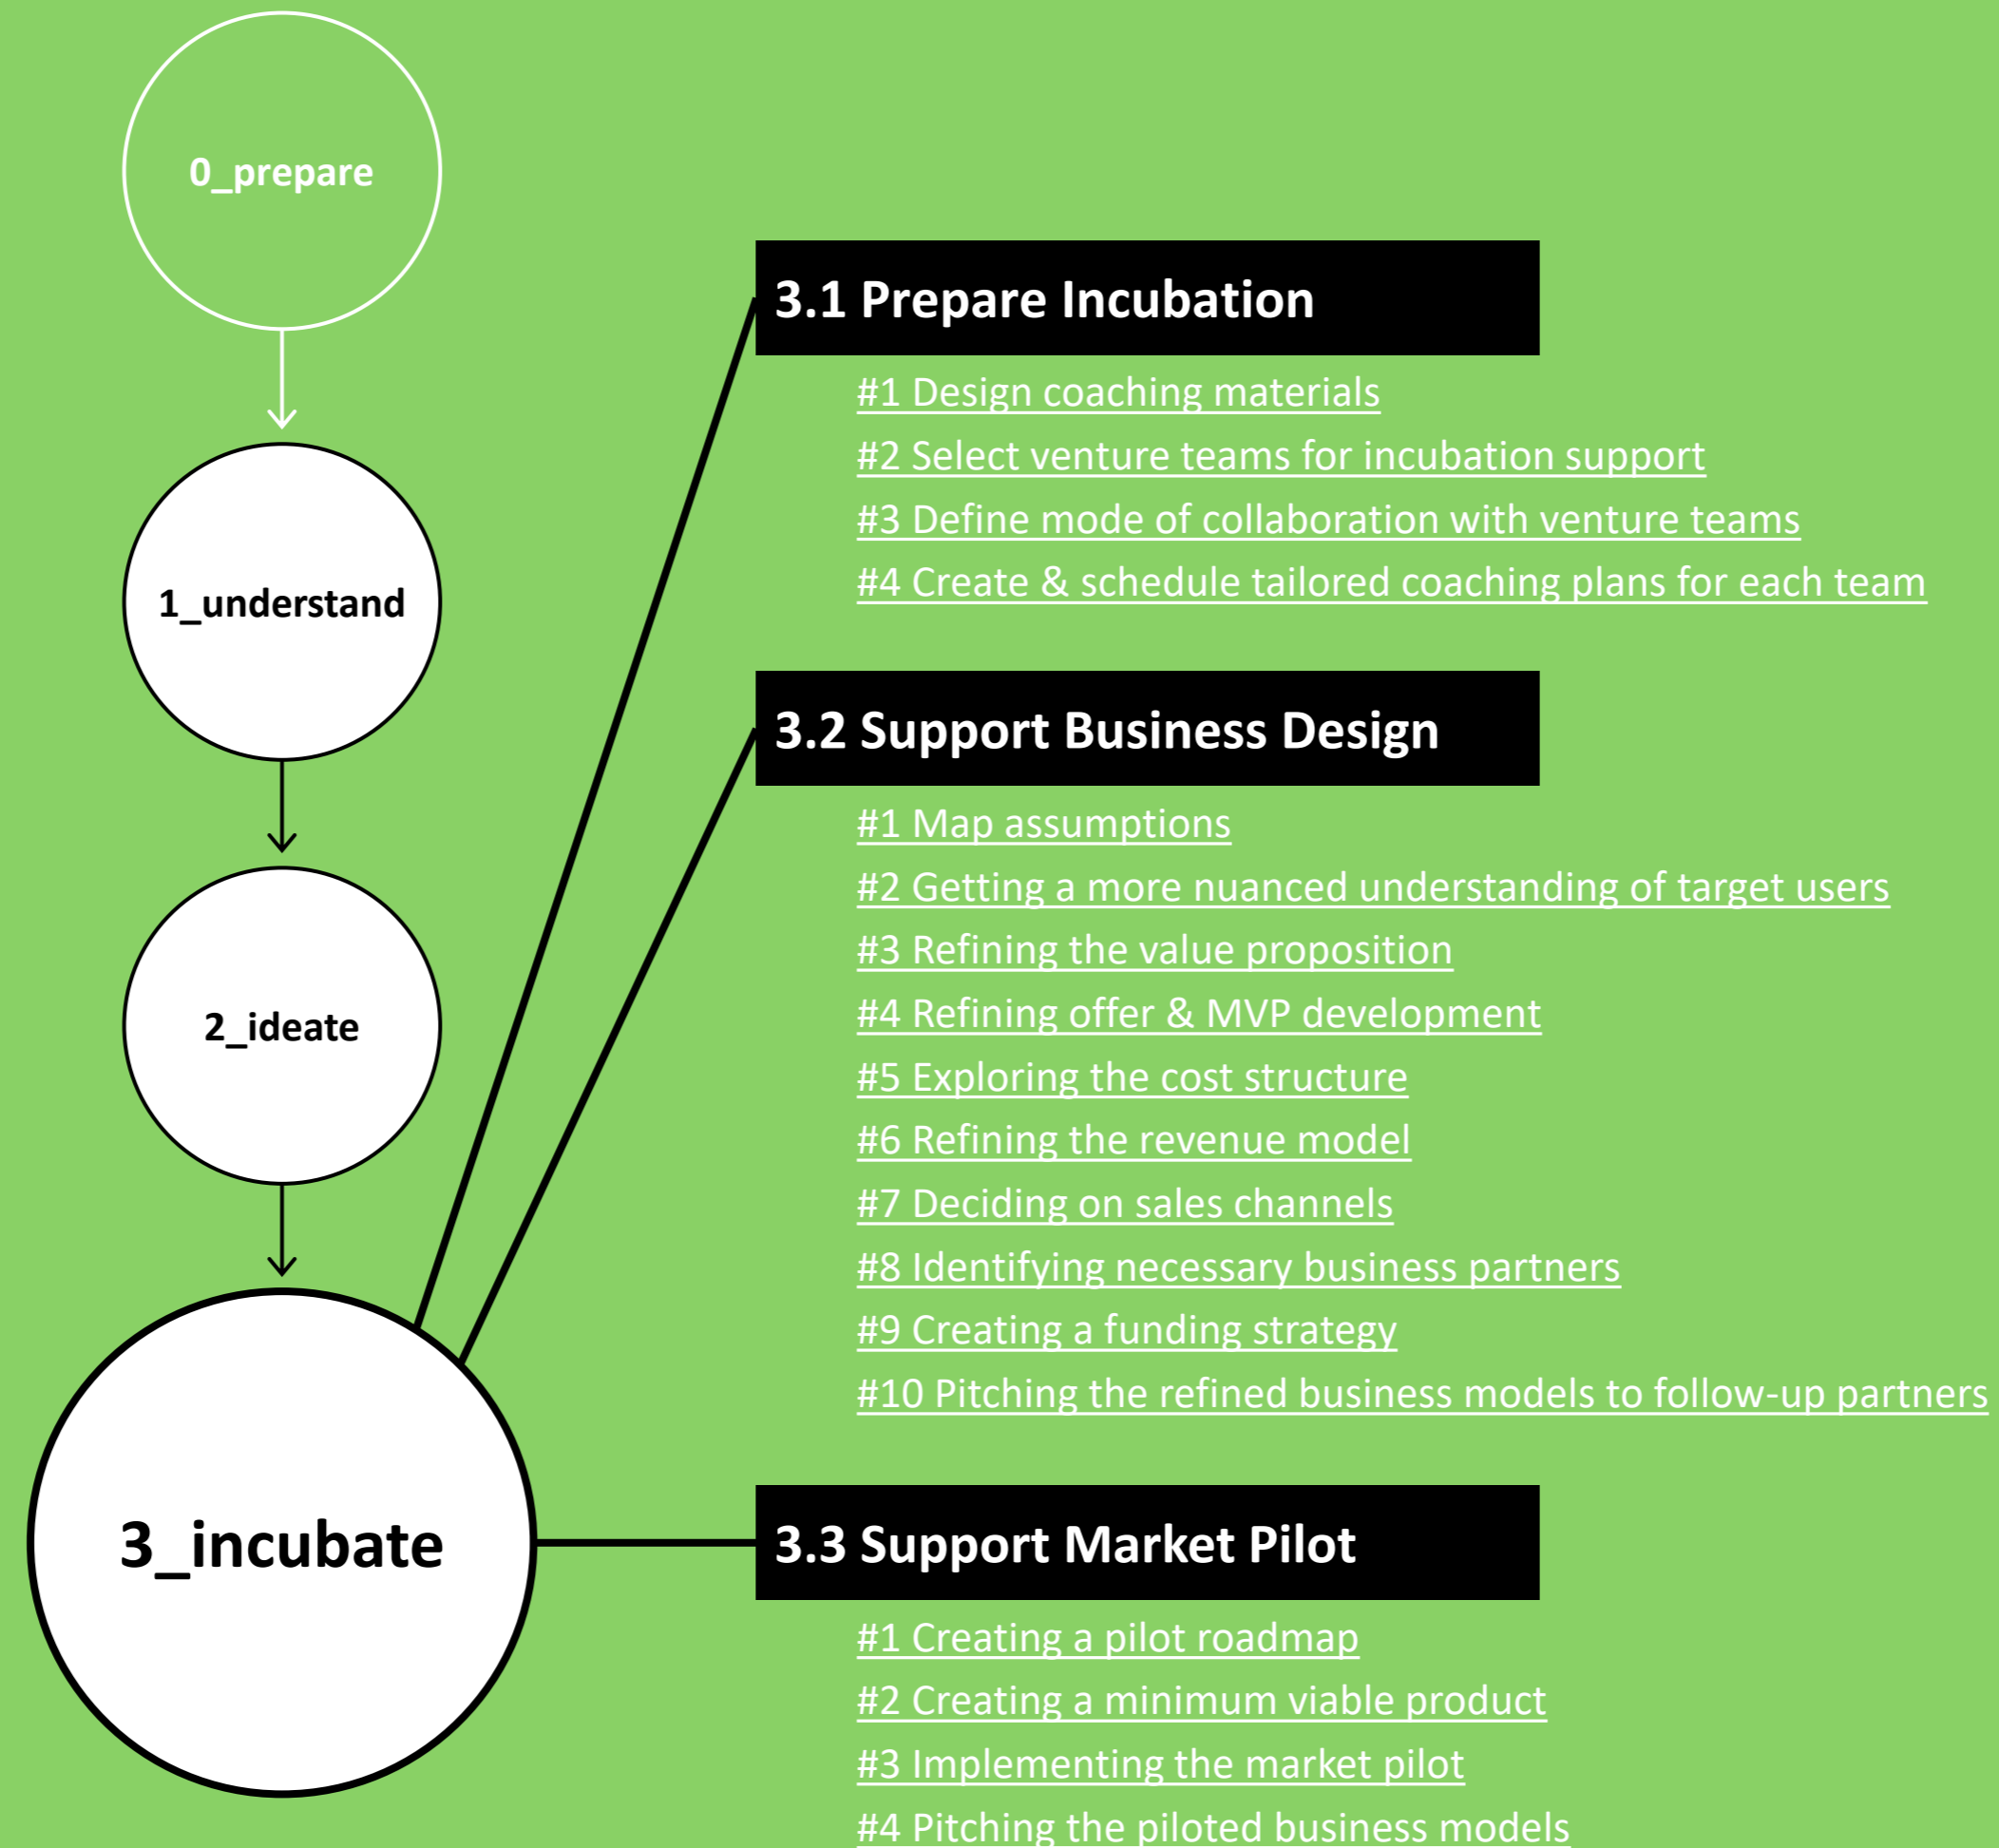 0_prepare
1_understand
2_ideate
3_incubate
3.1 Prepare Incubation
#1 Design coaching materials
#2 Select venture teams for incubation support
#3 Define mode of collaboration with venture teams
#4 Create & schedule tailored coaching plans for each team
3.2 Support Business Design
#1 Map assumptions
#2 Getting a more nuanced understanding of target users
#3 Refining the value proposition
#4 Refining offer & MVP development
#5 Exploring the cost structure
#6 Refining the revenue model
#7 Deciding on sales channels
#8 Identifying necessary business partners
#9 Creating a funding strategy
#10 Pitching the refined business models to follow-up partners
3.3 Support Market Pilot
#1 Creating a pilot roadmap
#2 Creating a minimum viable product
#3 Implementing the market pilot
#4 Pitching the piloted business models